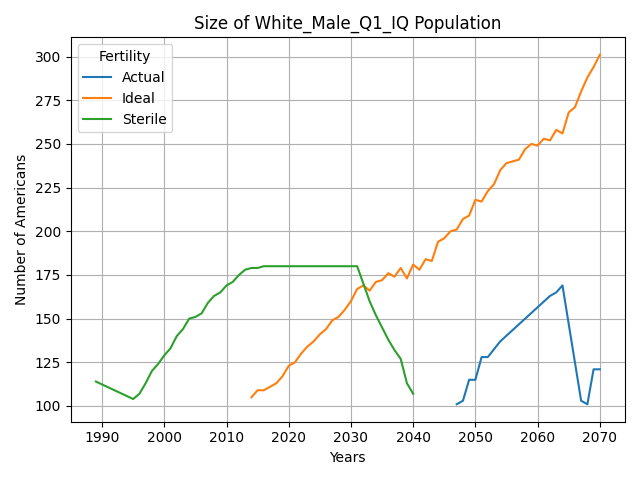 Size of White_Male_Q1_IQ Population
Fertility
Actual
Ideal
Sterile
Number of Americans
300
275
250
225
200
175
150
125
100
1990 2000 2010 2020 2030 2040 2050 2060 2070
Years